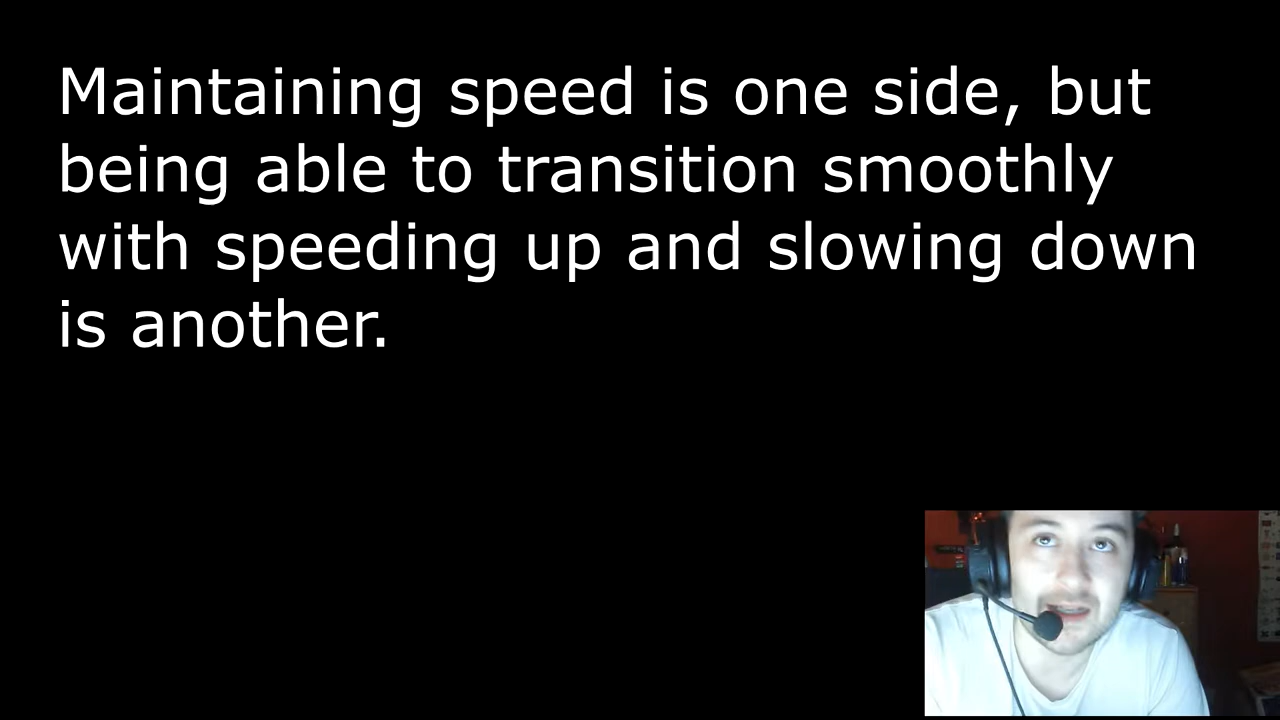 Maintaining speed is one side, but
being able to transition smoothly
with speeding up and slowing down
is another.